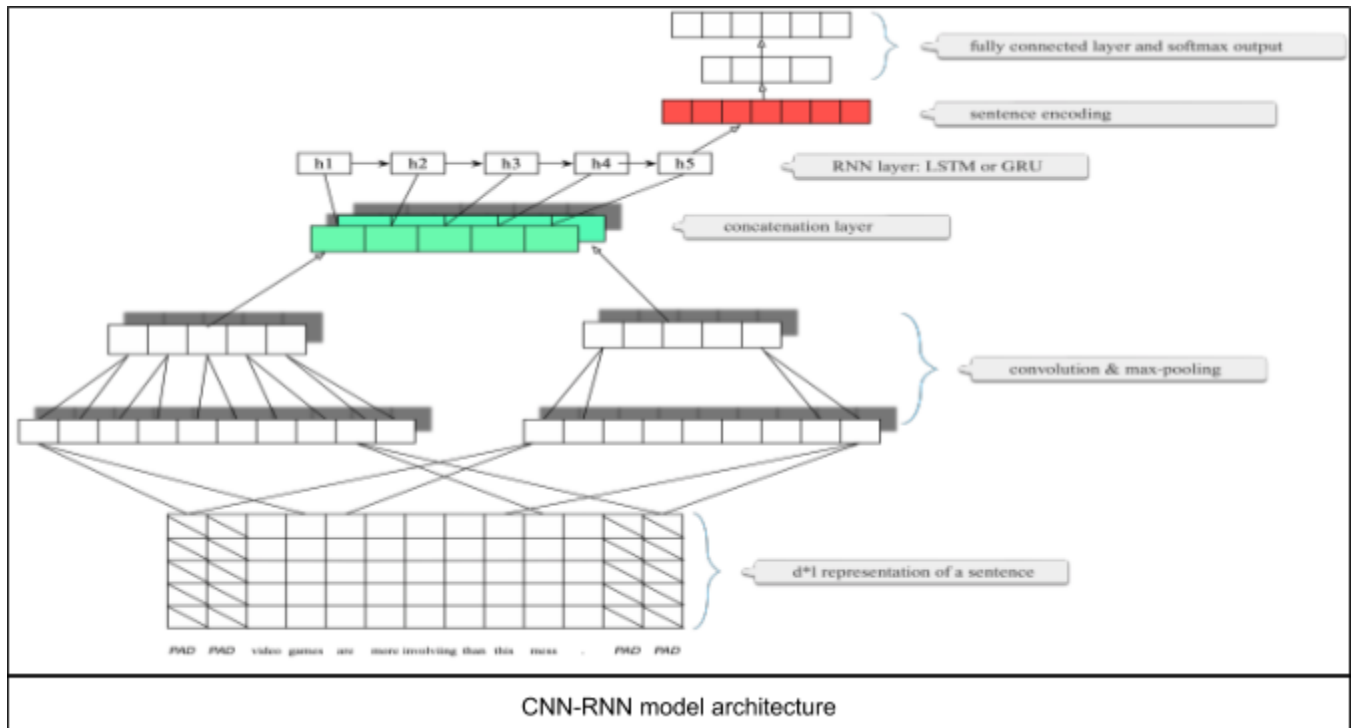 fully connected layer and softmax output
sentence encoding
h1 h2 h3 h4 h5
RNN layer: LSTM or GRU
concatenation layer
convolution & max-pooling
d*l representation of a sentence
PAD PAD video games are more involving than this mess . PAD PAD
CNN-RNN model architecture